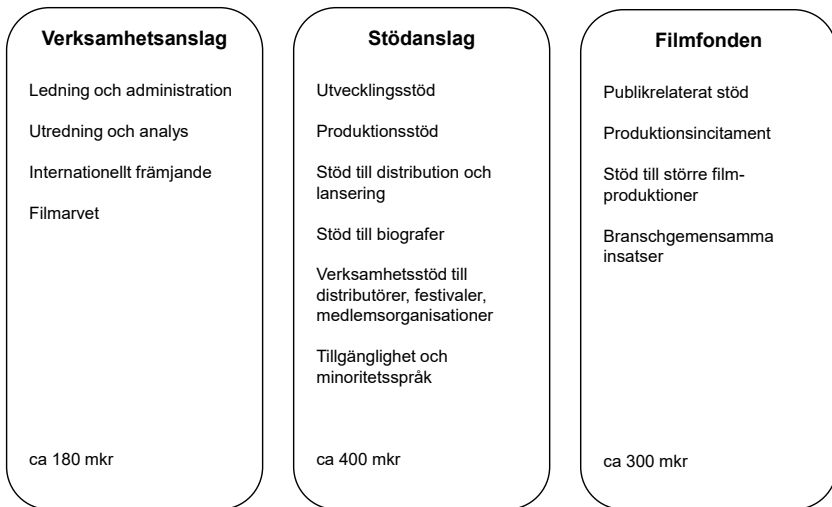 Verksamhetsanslag
Ledning och administration
Utredning och analys
Internationellt främjande
Filmarvet
ca 180 mkr
Stödanslag
Utvecklingsstöd
Produktionsstöd
Stöd till distribution och
lansering
Stöd till biografer
Verksamhetsstöd till
distributörer, festivaler,
medlemsorganisationer
Tillgänglighet och
minoritetsspråk
ca 400 mkr
Filmfonden
Publikrelaterat stöd
Produktionsincitament
Stöd till större film-
produktioner
Branschgemensamma
insatser
ca 300 mkr